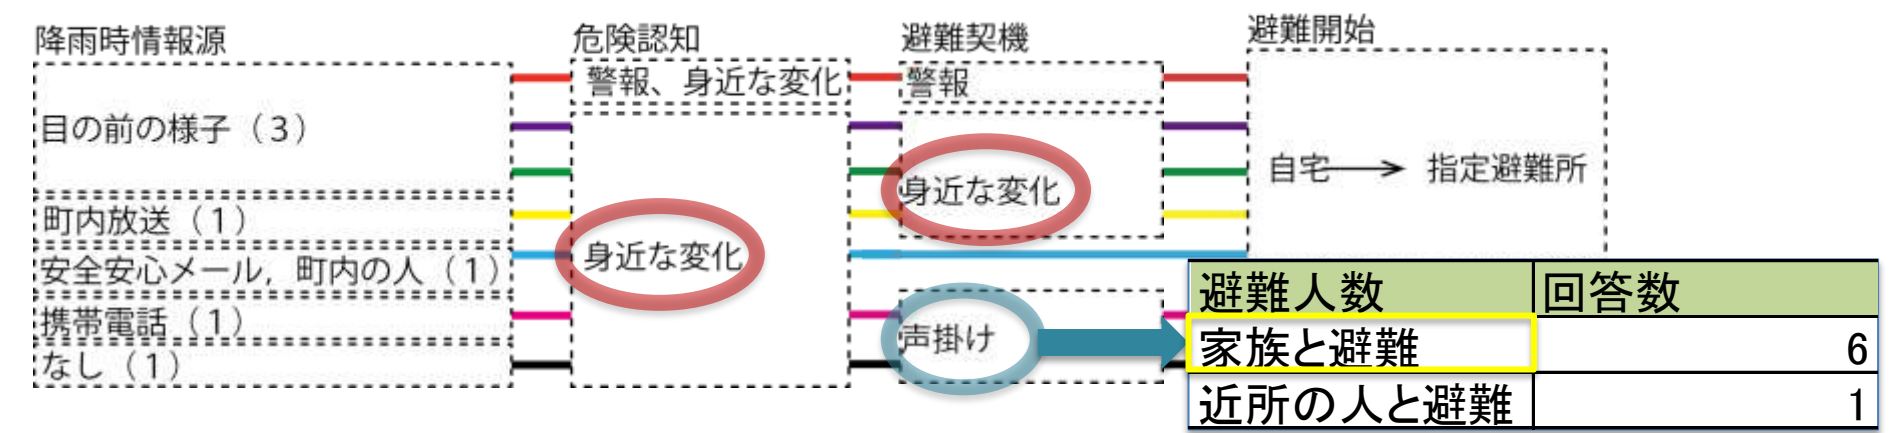 降雨時情報源
危険認知
避難契機
避難開始
警報、身近な変化
警報
目の前の様子（3）
自宅 → 指定避難所
身近な変化
町内放送（1）
身近な変化
安全安心メール，町内の人（1）
携帯電話（1）
声掛け
なし（1）
避難人数 回答数
家族と避難 6
近所の人と避難 1